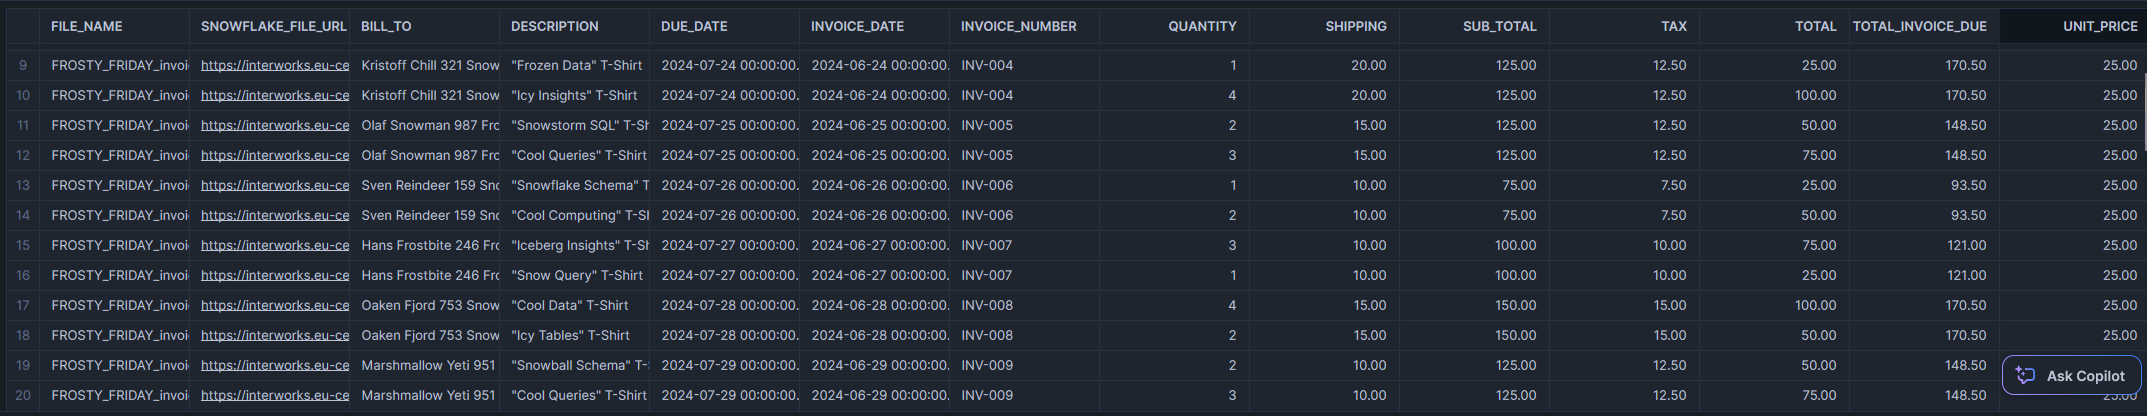 FILE_NAME SNOWFLAKE_FILE_URL BILL_TO DESCRIPTION DUE_DATE INVOICE_DATE INVOICE_NUMBER QUANTITY SHIPPING SUB_TOTAL TAX TOTAL TOTAL_INVOICE_DUE UNIT_PRICE
9 FROSTY_FRIDAY_invoi https://interworks.eu-ce Kristoff Chill 321 Snow "Frozen Data" T-Shirt 2024-07-24 00:00:00. 2024-06-24 00:00:00. INV-004 1 20.00 125.00 12.50 25.00 170.50 25.00
10 FROSTY_FRIDAY_invoi https://interworks.eu-ce Kristoff Chill 321 Snow "Icy Insights" T-Shirt 2024-07-24 00:00:00. 2024-06-24 00:00:00. INV-004 4 20.00 125.00 12.50 100.00 170.50 25.00
11 FROSTY_FRIDAY_invoi https://interworks.eu-ce Olaf Snowman 987 Fro "Snowstorm SQL" T-Sh 2024-07-25 00:00:00. 2024-06-25 00:00:00. INV-005 2 15.00 125.00 12.50 50.00 148.50 25.00
12 FROSTY_FRIDAY_invoi https://interworks.eu-ce Olaf Snowman 987 Fro "Cool Queries" T-Shirt 2024-07-25 00:00:00. 2024-06-25 00:00:00. INV-005 3 15.00 125.00 12.50 75.00 148.50 25.00
13 FROSTY_FRIDAY_invoi https://interworks.eu-ce Sven Reindeer 159 Sno "Snowflake Schema" T 2024-07-26 00:00:00. 2024-06-26 00:00:00. INV-006 1 10.00 75.00 7.50 25.00 93.50 25.00
14 FROSTY_FRIDAY_invoi https://interworks.eu-ce Sven Reindeer 159 Sno "Cool Computing" T-Sh 2024-07-26 00:00:00. 2024-06-26 00:00:00. INV-006 2 10.00 75.00 7.50 50.00 93.50 25.00
15 FROSTY_FRIDAY_invoi https://interworks.eu-ce Hans Frostbite 246 Fro "Iceberg Insights" T-Sh 2024-07-27 00:00:00. 2024-06-27 00:00:00. INV-007 3 10.00 100.00 10.00 75.00 121.00 25.00
16 FROSTY_FRIDAY_invoi https://interworks.eu-ce Hans Frostbite 246 Fro "Snow Query" T-Shirt 2024-07-27 00:00:00. 2024-06-27 00:00:00. INV-007 1 10.00 100.00 10.00 25.00 121.00 25.00
17 FROSTY_FRIDAY_invoi https://interworks.eu-ce Oaken Fjord 753 Snow "Cool Data" T-Shirt 2024-07-28 00:00:00. 2024-06-28 00:00:00. INV-008 4 15.00 150.00 15.00 100.00 170.50 25.00
18 FROSTY_FRIDAY_invoi https://interworks.eu-ce Oaken Fjord 753 Snow "Icy Tables" T-Shirt 2024-07-28 00:00:00. 2024-06-28 00:00:00. INV-008 2 15.00 150.00 15.00 50.00 170.50 25.00
19 FROSTY_FRIDAY_invoi https://interworks.eu-ce Marshmallow Yeti 951 "Snowball Schema" T- 2024-07-29 00:00:00. 2024-06-29 00:00:00. INV-009 2 10.00 125.00 12.50 50.00 148.50
Ask Copilot
20 FROSTY_FRIDAY_invoi https://interworks.eu-ce Marshmallow Yeti 951 "Cool Queries" T-Shirt 2024-07-29 00:00:00. 2024-06-29 00:00:00. INV-009 3 10.00 125.00 12.50 75.00 148.50 25.00